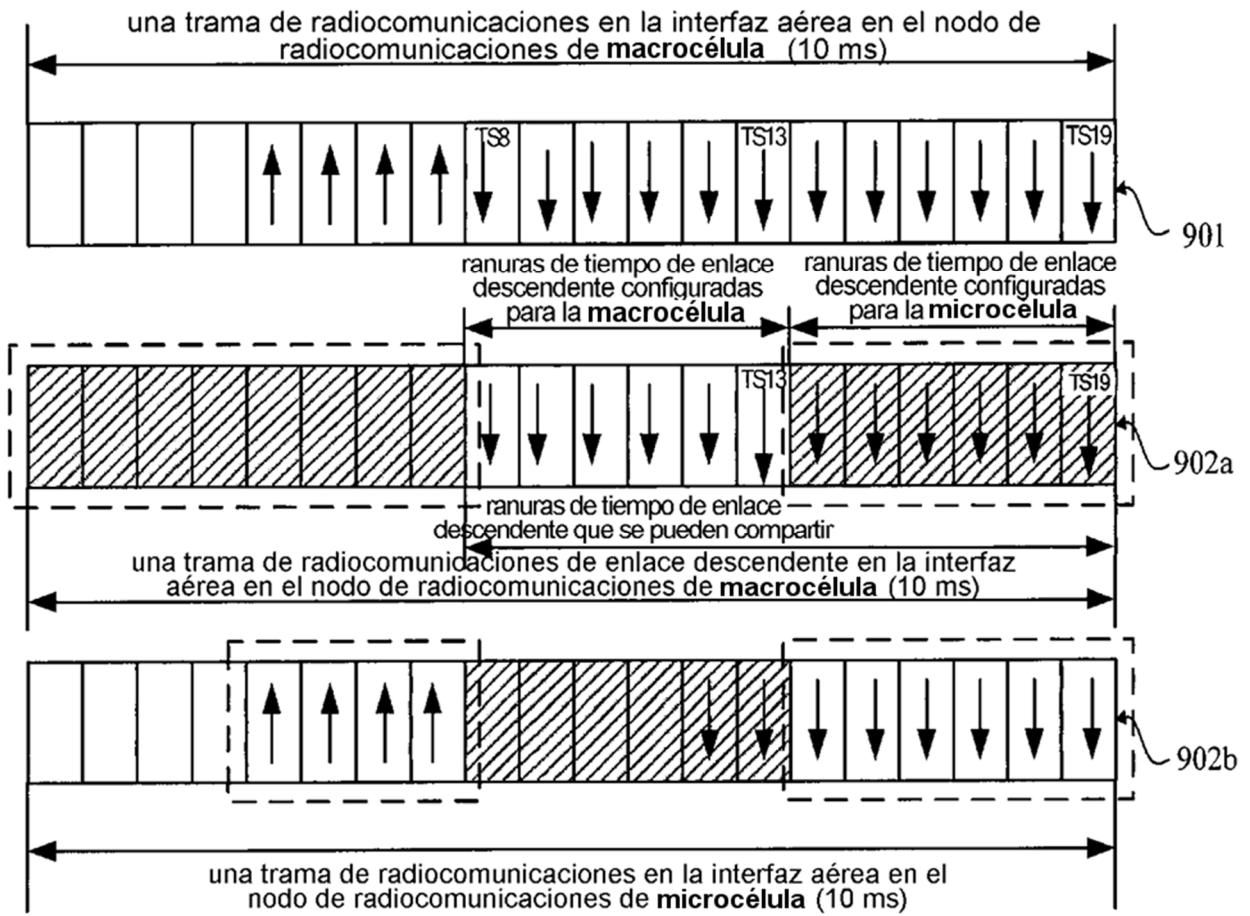 una trama de radiocomunicaciones en la interfaz aérea en el nodo de
radiocomunicaciones de macrocélula (10 ms)
TS8
TS13
TS19
901
ranuras de tiempo de enlace
descendente configuradas
para la macrocélula
ranuras de tiempo de enlace
descendente configuradas
para la microcélula
TS13
TS19
902a
ranuras de tiempo de enlace
descendente que se pueden compartir
una trama de radiocomunicaciones de enlace descendente en la interfaz
aérea en el nodo de radiocomunicaciones de macrocélula (10 ms)
902b
una trama de radiocomunicaciones en la interfaz aérea en el
nodo de radiocomunicaciones de microcélula (10 ms)